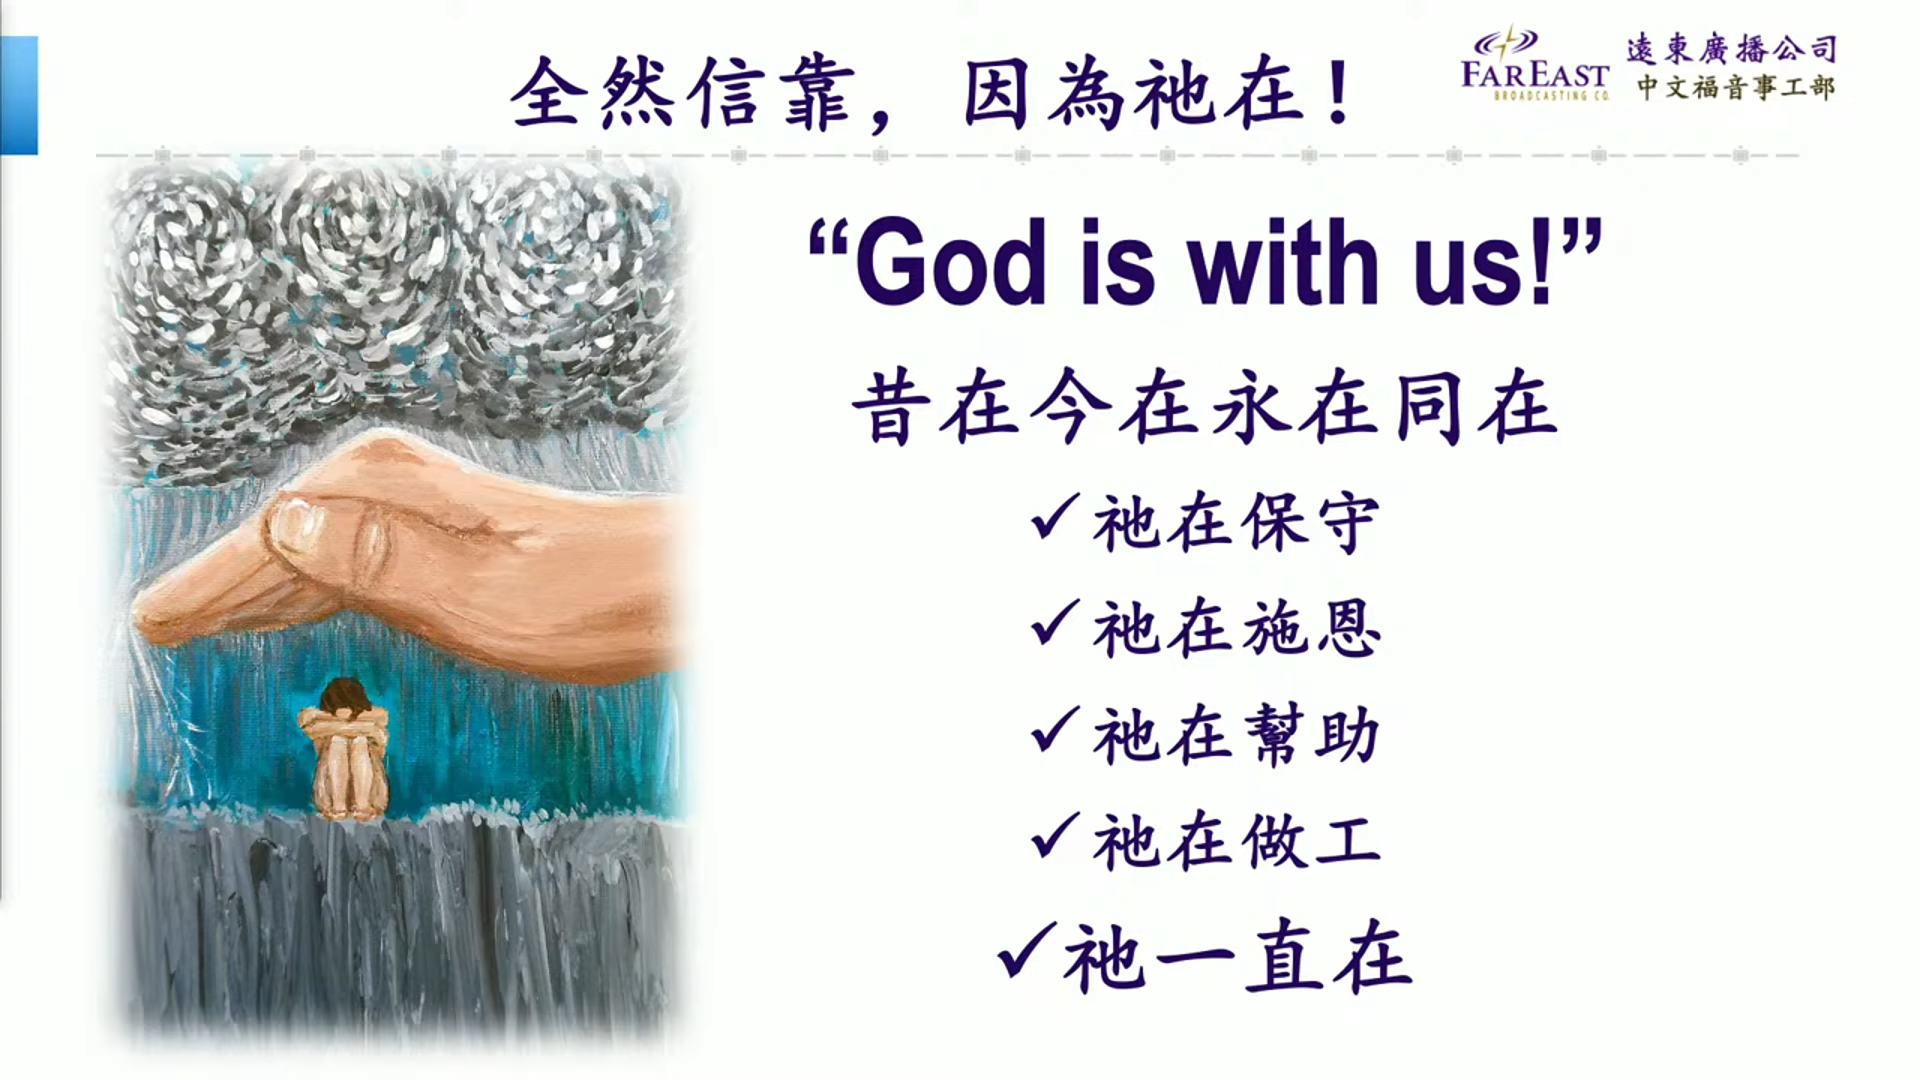 全然信靠，因為祂在！
FAREAST
BROADCASTING CO.
遠東廣播公司
中文福音事工部
“God is with us!”
昔在今在永在同在
✓祂在保守
✓祂在施恩
✓祂在幫助
✓祂在做工
✓祂一直在